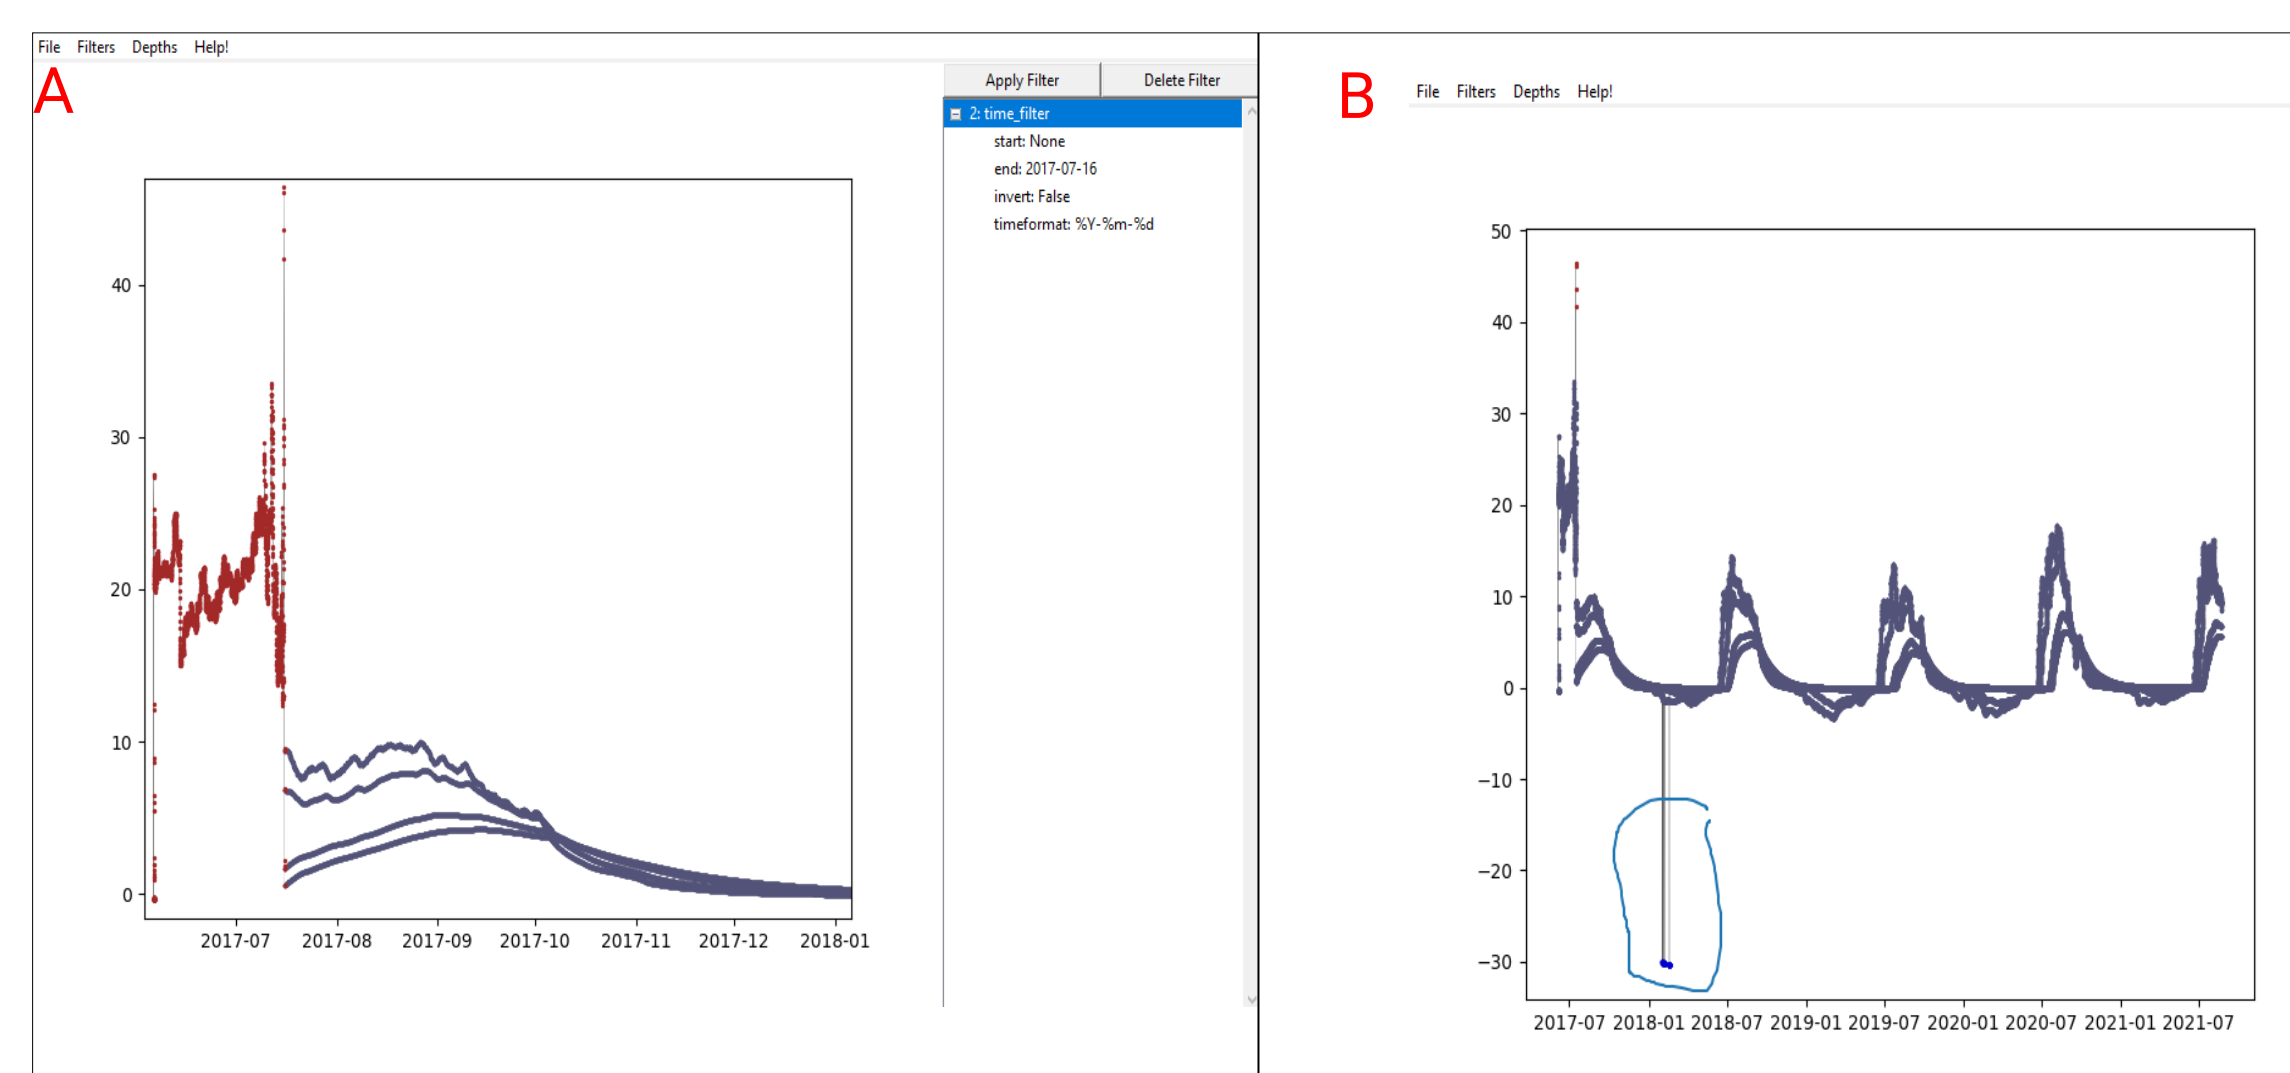 File Filters Depths Help!
A
Apply Filter Delete Filter
2: time_filter
start: None
end: 2017-07-16
invert: False
timeformat: %Y-%m-%d
40
30
20
10
0
2017-07 2017-08 2017-09 2017-10 2017-11 2017-12 2018-01
B
File Filters Depths Help!
50
40
30
20
10
0
−10
−20
−30
2017-07 2018-01 2018-07 2019-01 2019-07 2020-01 2020-07 2021-01 2021-07